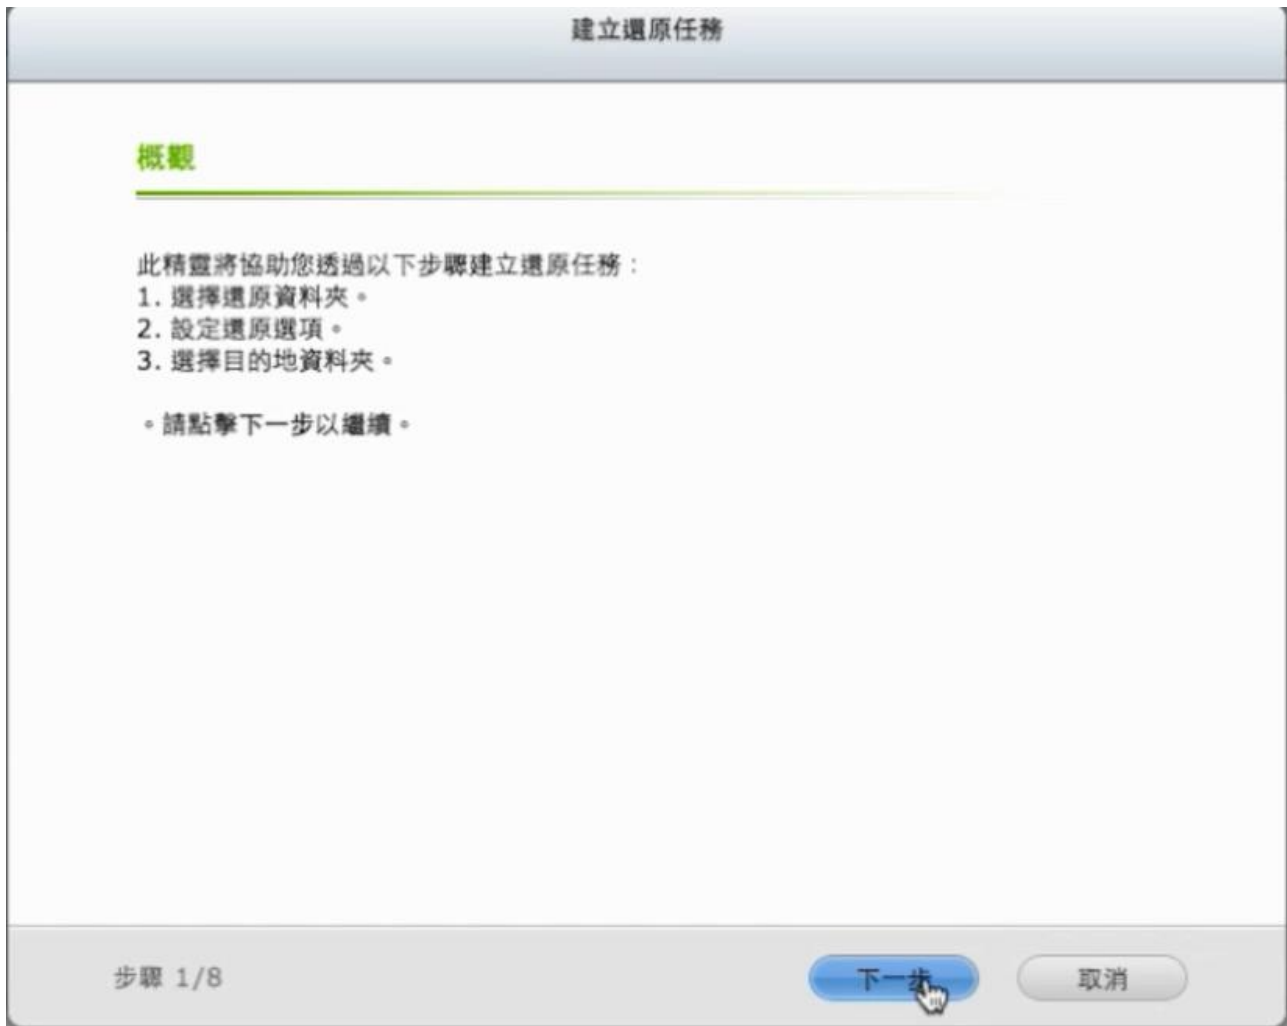 建立還原任務
概觀
此精靈將協助您透過以下步驟建立還原任務：
1. 選擇還原資料夾。
2. 設定還原選項。
3. 選擇目的地資料夾。
。請點擊下一步以繼續。
步驟 1/8
下一步
取消